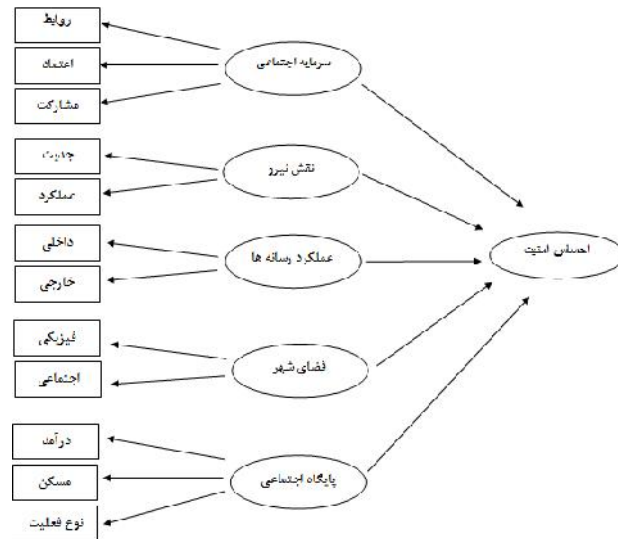 روابط
سرمایه اجتماعی
اعتماد
مشارکت
جدیت
نقش نیرو
عملکرد
داخلی
عملکرد رسانه ها
خارجی
احساس امنیت
فیزیکی
فضای شهر
اجتماعی
درآمد
پایگاه اجتماعی
مسکن
نوع فعالیت